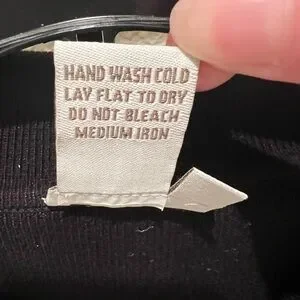 HAND WASH COLD
LAY FLAT TO DRY
DO NOT BLEACH
MEDIUM IRON